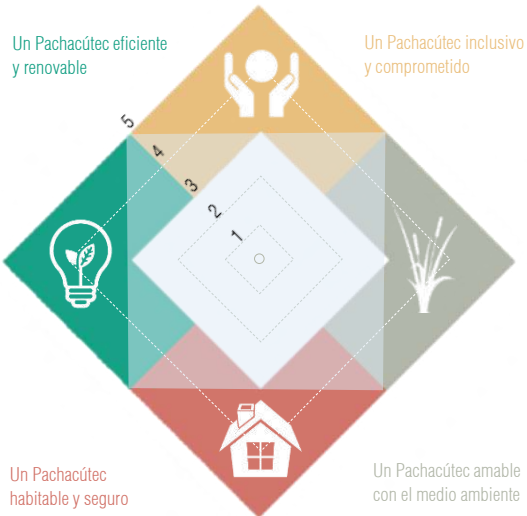 Un Pachacútec eficiente
y renovable
Un Pachacútec inclusivo
y comprometido
5
4
3
2
1
Un Pachacútec
habitable y seguro
Un Pachacútec amable
con el medio ambiente